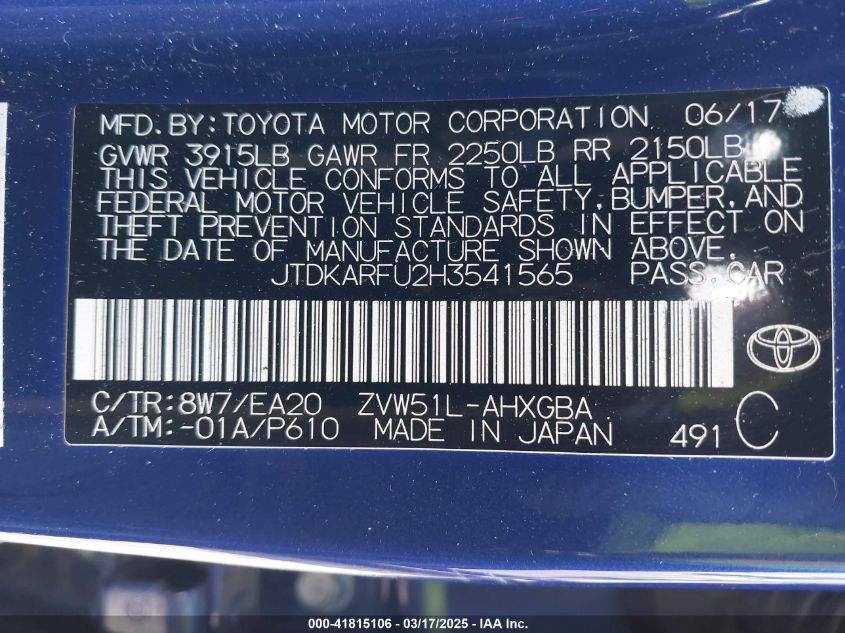 MFD.BY:TOYOTA MOTOR CORPORATION 06/17
GVWR 3915LB GAWR FR 2250LB RR 2150LB
THIS VEHICLE CONFORMS TO ALL APPLICABLE
FEDERAL MOTOR VEHICLE SAFETY,BUMPER,AND
THEFT PREVENTION STANDARDS IN EFFECT ON
THE DATE OF MANUFACTURE SHOWN ABOVE.
JTDKARFU2H3541565 PASS.CAR
C/TR:8W7/EA20 ZVW51L-AHXGBA
A/TM:-01A/P610 MADE IN JAPAN 491 C
000-41815106 - 03/17/2025 - IAA Inc.